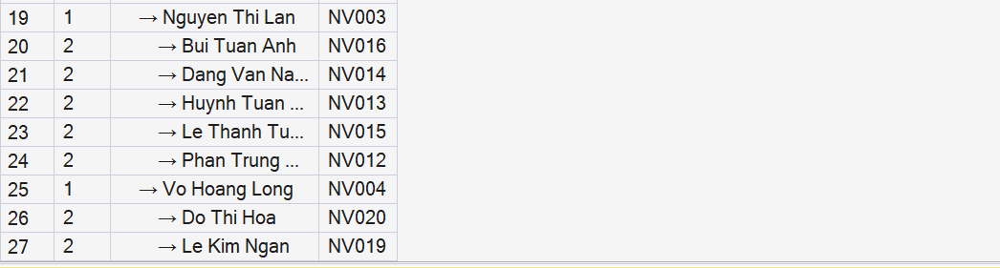 19 1 → Nguyen Thi Lan NV003
20 2 → Bui Tuan Anh NV016
21 2 → Dang Van Na... NV014
22 2 → Huynh Tuan ... NV013
23 2 → Le Thanh Tu... NV015
24 2 → Phan Trung ... NV012
25 1 → Vo Hoang Long NV004
26 2 → Do Thi Hoa NV020
27 2 → Le Kim Ngan NV019